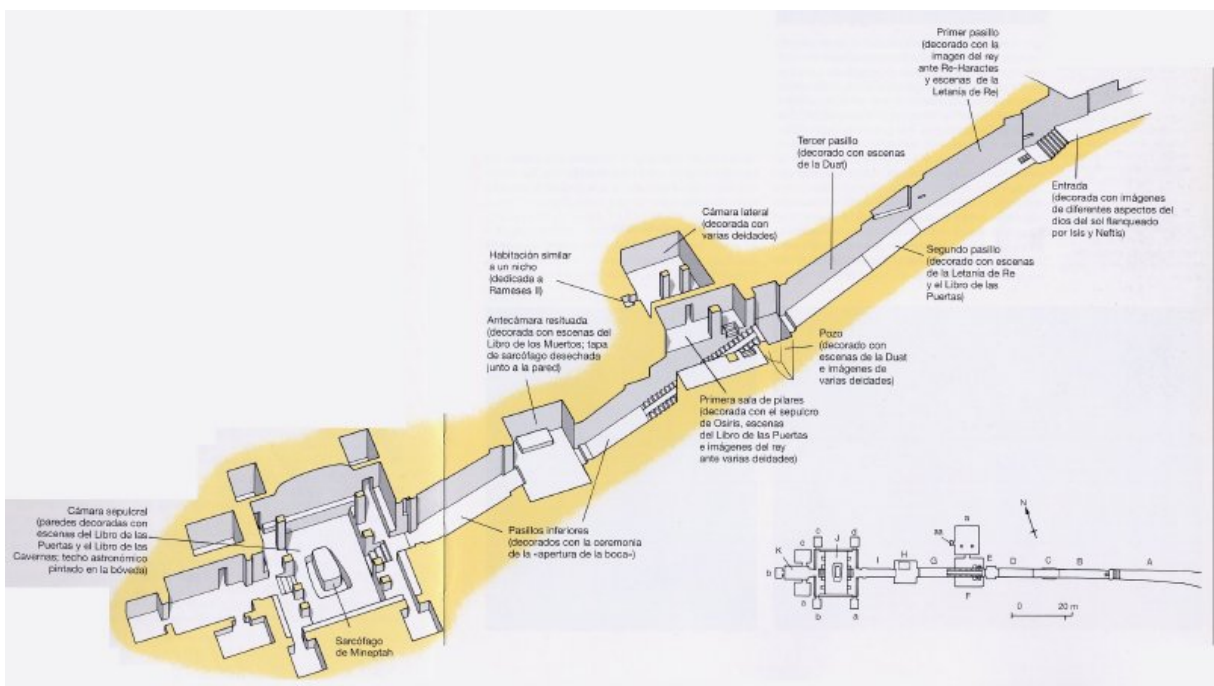 Primer pasillo
(decorado con la
imagen del rey
ante Re-Haractes
y escenas de la
Letanía de Re)
Tercer pasillo
(decorado con escenas
de la Duat)
Entrada
(decorada con imágenes
de diferentes aspectos del
dios del sol flanqueado
por Isis y Neftis)
Cámara lateral
(decorada con
varias deidades)
Segundo pasillo
(decorado con escenas
de la Letanía de Re
y el Libro de las
Puertas)
Habitación similar
a un nicho
(dedicada a
Rameses II)
Antecámara resituada
(decorada con escenas del
Libro de los Muertos; tapa
de sarcófago desechada
junto a la pared)
Pozo
(decorado con
escenas de la Duat
e imágenes de
varias deidades)
Primera sala de pilares
(decorada con el sepulcro
de Osiris, escenas
del Libro de las Puertas
e imágenes del rey
ante varias deidades)
Cámara sepulcral
(paredes decoradas con
escenas del Libro de las
Puertas y el Libro de las
Cavernas; techo astronómico
pintado en la bóveda)
Pasillos inferiores
(decorados con la ceremonia
de la «apertura de la boca»)
Sarcófago
de Mineptah
N
a
aa
c d
K c J I H G E D C B A
b
a F
b a
0 20 m